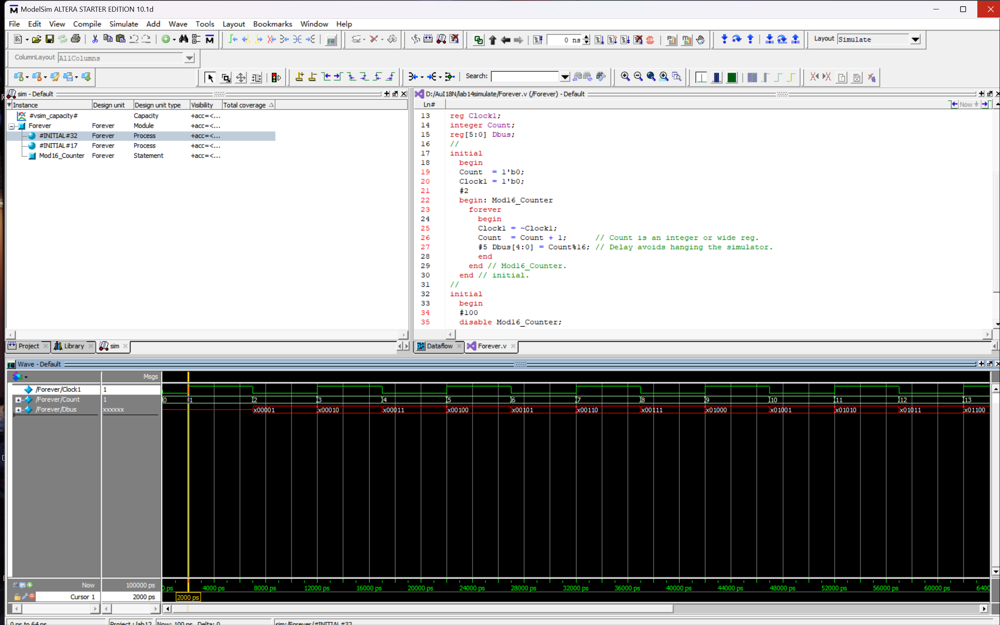 ModelSim ALTERA STARTER EDITION 10.1d
File Edit View Compile Simulate Add Wave Tools Layout Bookmarks Window Help
0 ns
Layout Simulate
ColumnLayout AllColumns
Search:
sim - Default
Instance Design unit Design unit type Visibility Total coverage
#vsim_capacity# Capacity +acc=<...
Forever Forever Module +acc=<...
#INITIAL#32 Forever Process +acc=<...
#INITIAL#17 Forever Process +acc=<...
Mod16_Counter Forever Statement +acc=<...
Project Library sim
D:/AuI18N/lab14simulate/Forever.v (/Forever) - Default
Ln# Now
13 reg Clock1;
14 integer Count;
15 reg[5:0] Dbus;
16 //
17 initial
18 begin
19 Count = 1'b0;
20 Clock1 = 1'b0;
21 #2
22 begin: Mod16_Counter
23 forever
24 begin
25 Clock1 = ~Clock1;
26 Count = Count + 1; // Count is an integer or wide reg.
27 #5 Dbus[4:0] = Count%16; // Delay avoids hanging the simulator.
28 end
29 end // Mod16_Counter.
30 end // initial.
31 //
32 initial
33 begin
34 #100
35 disable Mod16_Counter;
Dataflow Forever.v
Wave - Default
Msgs
/Forever/Clock1 1
/Forever/Count 1 0 1 2 3 4 5 6 7 8 9 10 11 12 13
/Forever/Dbus xxxxxx x00001 x00010 x00011 x00100 x00101 x00110 x00111 x01000 x01001 x01010 x01011 x01100
Now 100000 ps 0 ps 4000 ps 8000 ps 12000 ps 16000 ps 20000 ps 24000 ps 28000 ps 32000 ps 36000 ps 40000 ps 44000 ps 48000 ps 52000 ps 56000 ps 60000 ps 6400
Cursor 1 2000 ps 2000 ps
0 ns to 64 ns Project : lab12 Now: 100 ns Delta: 0 sim:/Forever/#INITIAL#32